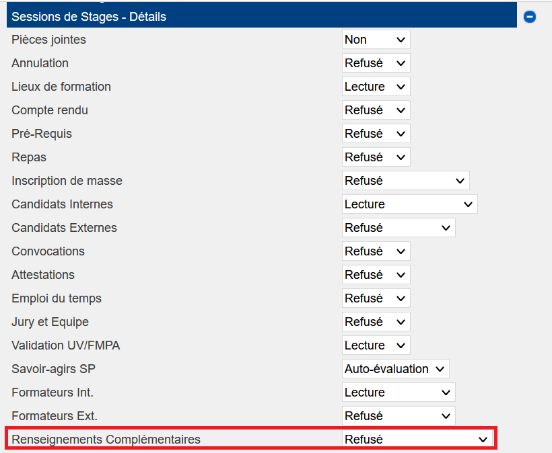 Sessions de Stages - Détails
Pièces jointes Non
Annulation Refusé
Lieux de formation Lecture
Compte rendu Refusé
Pré-Requis Refusé
Repas Refusé
Inscription de masse Refusé
Candidats Internes Lecture
Candidats Externes Refusé
Convocations Refusé
Attestations Refusé
Emploi du temps Refusé
Jury et Equipe Refusé
Validation UV/FMPA Lecture
Savoir-agirs SP Auto-évaluation
Formateurs Int. Lecture
Formateurs Ext. Refusé
Renseignements Complémentaires Refusé